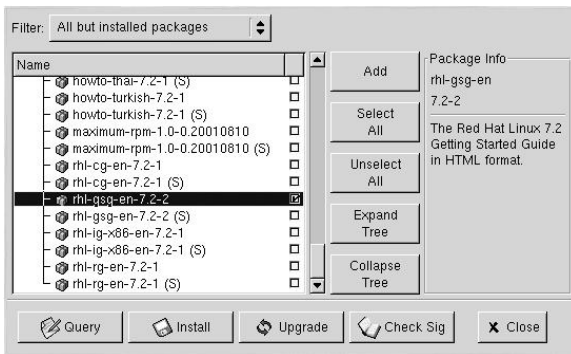 Filter: All but installed packages
Name
howto-thai-7.2-1 (S)
howto-turkish-7.2-1
howto-turkish-7.2-1 (S)
maximum-rpm-1.0-0.20010810
maximum-rpm-1.0-0.20010810 (S)
rhl-cg-en-7.2-1
rhl-cg-en-7.2-1 (S)
rhl-gsg-en-7.2-2
rhl-gsg-en-7.2-2 (S)
rhl-ig-x86-en-7.2-1
rhl-ig-x86-en-7.2-1 (S)
rhl-rg-en-7.2-1
rhl-rg-en-7.2-1 (S)
Add
Select
All
Unselect
All
Expand
Tree
Collapse
Tree
Package Info
rhl-gsg-en
7.2-2
The Red Hat Linux 7.2
Getting Started Guide
in HTML format.
Query
Install
Upgrade
Check Sig
Close